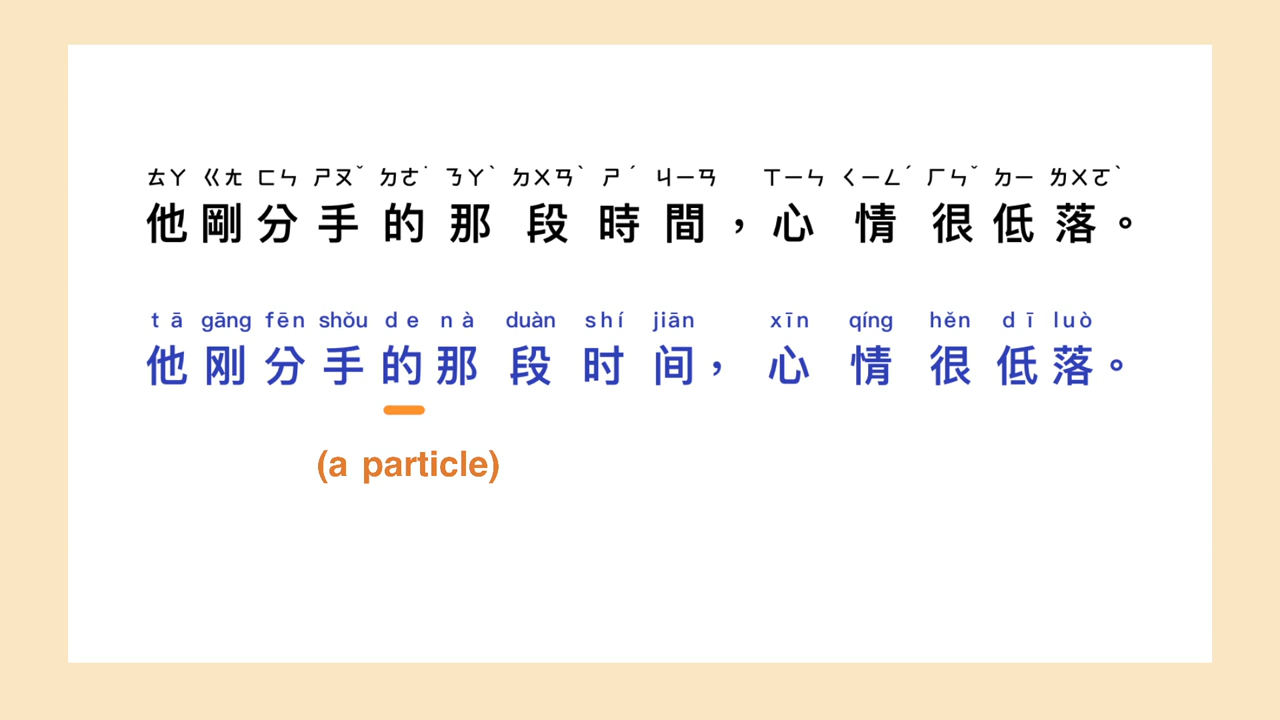 ㄊㄚ ㄍㄤ ㄈㄣ ㄕㄡˇ ㄉㄜ˙ ㄋㄚˋ ㄉㄨㄢˋ ㄕˊ ㄐㄧㄢ ㄒㄧㄣ ㄑㄧㄥˊ ㄏㄣˇ ㄉㄧ ㄌㄨㄛˋ
他剛分手的那段時間，心情很低落。
tā gāng fēn shǒu de nà duàn shí jiān xīn qíng hěn dī luò
他刚分手的那段时间，心情很低落。
(a particle)